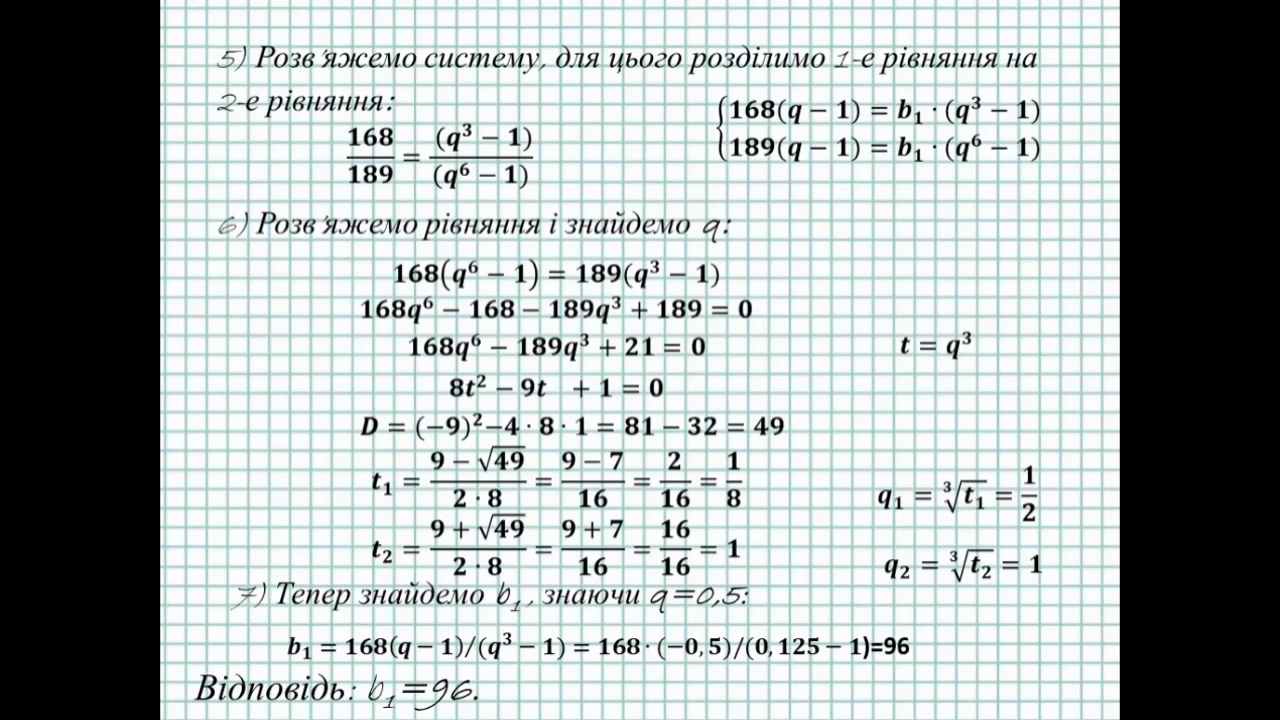 5) Розв'яжемо систему, для цього розділимо 1-е рівняння на
2-е рівняння:
168/189 = (q³ − 1)/(q⁶ − 1)
{168(q − 1) = b₁ · (q³ − 1)
189(q − 1) = b₁ · (q⁶ − 1)
6) Розв'яжемо рівняння і знайдемо q:
168(q⁶ − 1) = 189(q³ − 1)
168q⁶ − 168 − 189q³ + 189 = 0
168q⁶ − 189q³ + 21 = 0 t = q³
8t² − 9t + 1 = 0
D = (−9)²−4 · 8 · 1 = 81 − 32 = 49
t₁ = (9 − √49)/(2 · 8) = (9 − 7)/16 = 2/16 = 1/8 q₁ = ∛t₁ = 1/2
t₂ = (9 + √49)/(2 · 8) = (9 + 7)/16 = 16/16 = 1 q₂ = ∛t₂ = 1
7) Тепер знайдемо b₁, знаючи q=0,5:
b₁ = 168(q − 1)/(q³ − 1) = 168 · (−0,5)/(0,125 − 1)=96
Відповідь: b₁=96.